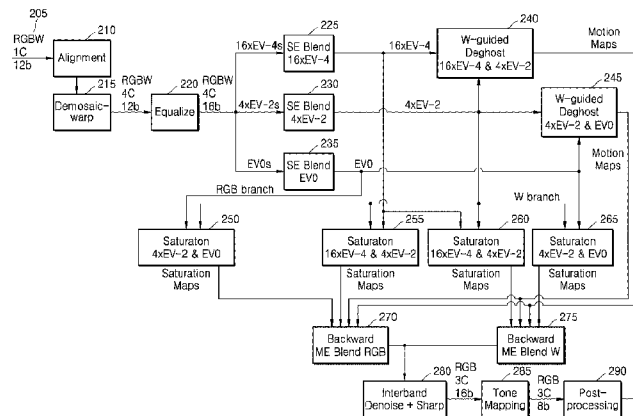 205
RGBW
1C
12b
210
Alignment
215
Demosaic-
warp
RGBW
4C
12b
220
Equalize
RGBW
4C
16b
16xEV-4s
225
SE Blend
16xEV-4
16xEV-4
4xEV-2s
230
SE Blend
4xEV-2
4xEV-2
EV0s
235
SE Blend
EV0
EV0
240
W-guided
Deghost
16xEV-4 & 4xEV-2
Motion
Maps
245
W-guided
Deghost
4xEV-2 & EV0
Motion
Maps
RGB branch
W branch
250
Saturaton
4xEV-2 & EV0
Saturation
Maps
255
Saturaton
16xEV-4 & 4xEV-2
Saturation
Maps
260
Saturaton
16xEV-4 & 4xEV-2
Saturation
Maps
265
Saturaton
4xEV-2 & EV0
Saturation
Maps
270
Backward
ME Blend RGB
275
Backward
ME Blend W
280
Interband
Denoise + Sharp
RGB
3C
16b
285
Tone
Mapping
RGB
3C
8b
290
Post-
processing